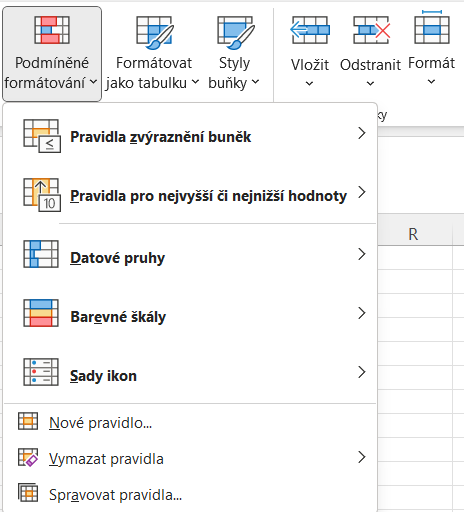 Podmíněné
formátování
Formátovat
jako tabulku
Styly
buňky
Vložit
Odstranit
Formát
ky
Pravidla zvýraznění buněk
Pravidla pro nejvyšší či nejnižší hodnoty
10
Datové pruhy
Barevné škály
Sady ikon
Nové pravidlo...
Vymazat pravidla
Spravovat pravidla...
R